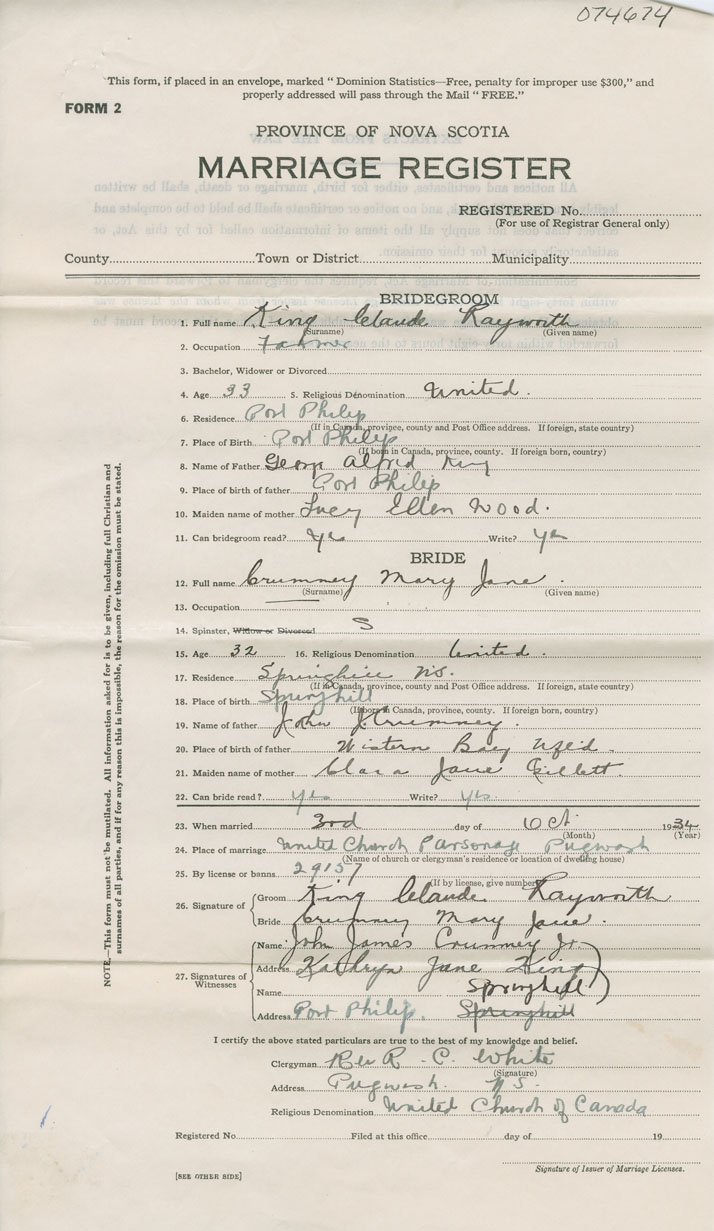 074674
This form, if placed in an envelope, marked "Dominion Statistics—Free, penalty for improper use $300," and
properly addressed will pass through the Mail "FREE."
FORM 2
PROVINCE OF NOVA SCOTIA
MARRIAGE REGISTER
REGISTERED No.
(For use of Registrar General only)
County Town or District Municipality
BRIDEGROOM
1. Full name King Claude Rayworth
(Surname) (Given name)
2. Occupation Farmer
3. Bachelor, Widower or Divorced
4. Age 33 5. Religious Denomination United.
6. Residence Port Philip
(If in Canada, province, county and Post Office address. If foreign, state country)
7. Place of Birth Port Philip
(If born in Canada, province, county. If foreign born, country)
8. Name of Father Georg Alfrid King
9. Place of birth of father Port Philip
10. Maiden name of mother Lucy Ellen Wood.
11. Can bridegroom read? Yes Write? Yes
BRIDE
12. Full name Crummey Mary Jane.
(Surname) (Given name)
13. Occupation
14. Spinster, Widow or Divorced S
15. Age 32 16. Religious Denomination United.
17. Residence Springhill NS.
(If in Canada, province, county and Post Office address. If foreign, state country)
18. Place of birth Springhill
(If born in Canada, province, county. If foreign born, country)
19. Name of father John J. Crummey.
20. Place of birth of father Western Bay Nfld.
21. Maiden name of mother Clara Jane Gillett.
22. Can bride read? Yes Write? Yes.
23. When married 3rd day of Oct 1934
(Month) (Year)
24. Place of marriage United Church Parsonage Pugwash
(Name of church or clergyman's residence or location of dwelling house)
25. By license or banns 29157
(If by license, give number)
26. Signature of Groom King Claude Rayworth
Bride Crummey Mary Jane.
27. Signatures of Witnesses
Name John James Crummey Jr.
Address Kathryn Jane King
Name Springhill
Address Port Philip. Springhill
I certify the above stated particulars are true to the best of my knowledge and belief.
Clergyman Rev R. C. White
(Signature)
Address Pugwash N.S.
Religious Denomination United Church of Canada
Registered No. Filed at this office day of 19
Signature of Issuer of Marriage Licenses.
[SEE OTHER SIDE]
NOTE.—This form must not be mutilated. All information asked for is to be given, including full Christian and
surnames of all parties, and if for any reason this is impossible, the reason for the omission must be stated.